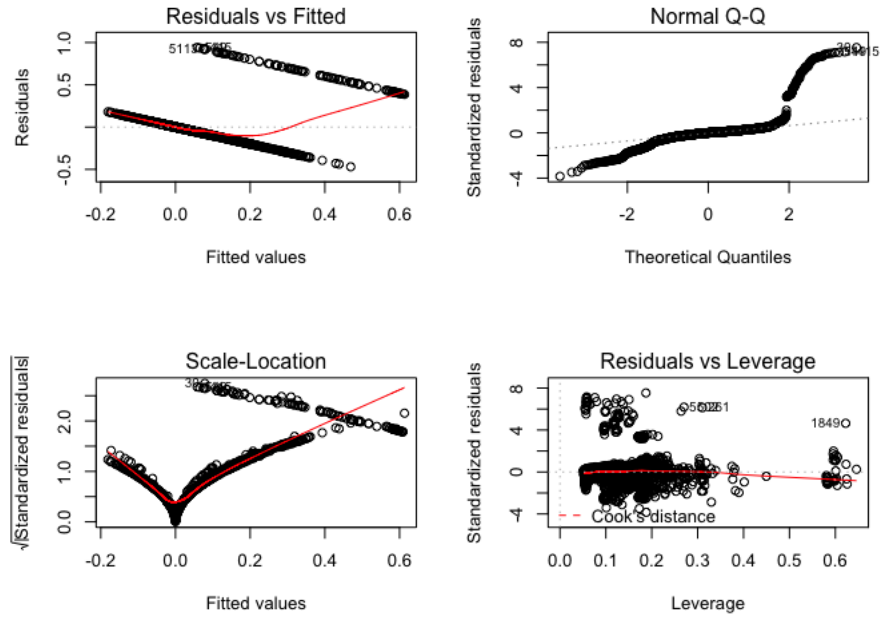 Residuals vs Fitted
Residuals
1.0
0.5
-0.5
-0.2
0.0
0.2
0.4
0.6
Fitted values
Normal Q-Q
Standardized residuals
8
4
0
-4
-2
0
2
Theoretical Quantiles
Scale-Location
√|Standardized residuals|
2.0
1.0
0.0
-0.2
0.0
0.2
0.4
0.6
Fitted values
Residuals vs Leverage
Standardized residuals
8
4
0
-4
1849
Cook's distance
0.0
0.1
0.2
0.3
0.4
0.5
0.6
Leverage